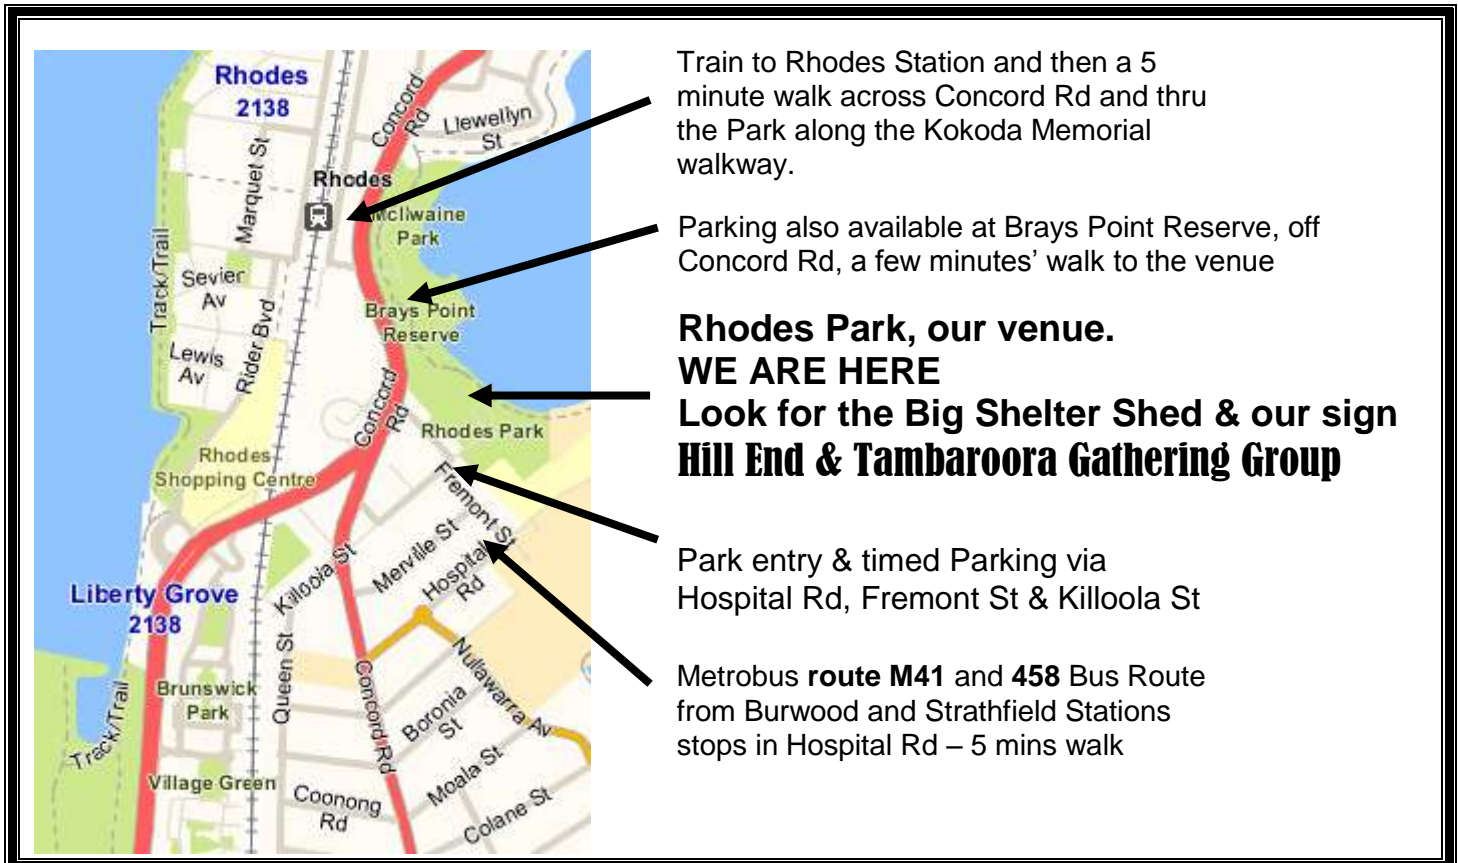 Rhodes
2138
Concord
Rd
Llewellyn
St
Marquet St
Rhodes
McIlwaine
Park
Track/Trail
Sevier
Av
Rider Bvd
Brays Point
Reserve
Lewis
Av
Concord
Rd
Rhodes Park
Rhodes
Shopping Centre
Fremont St
Merville St
Hospital
Rd
Killoola St
Liberty Grove
2138
Queen St
Concord Rd
Nullawarra Av
Brunswick
Park
Boronia
St
Track/Trail
Moala St
Village Green
Coonong
Rd
Colane St
Train to Rhodes Station and then a 5
minute walk across Concord Rd and thru
the Park along the Kokoda Memorial
walkway.
Parking also available at Brays Point Reserve, off
Concord Rd, a few minutes’ walk to the venue
Rhodes Park, our venue.
WE ARE HERE
Look for the Big Shelter Shed & our sign
Hill End & Tambaroora Gathering Group
Park entry & timed Parking via
Hospital Rd, Fremont St & Killoola St
Metrobus route M41 and 458 Bus Route
from Burwood and Strathfield Stations
stops in Hospital Rd – 5 mins walk